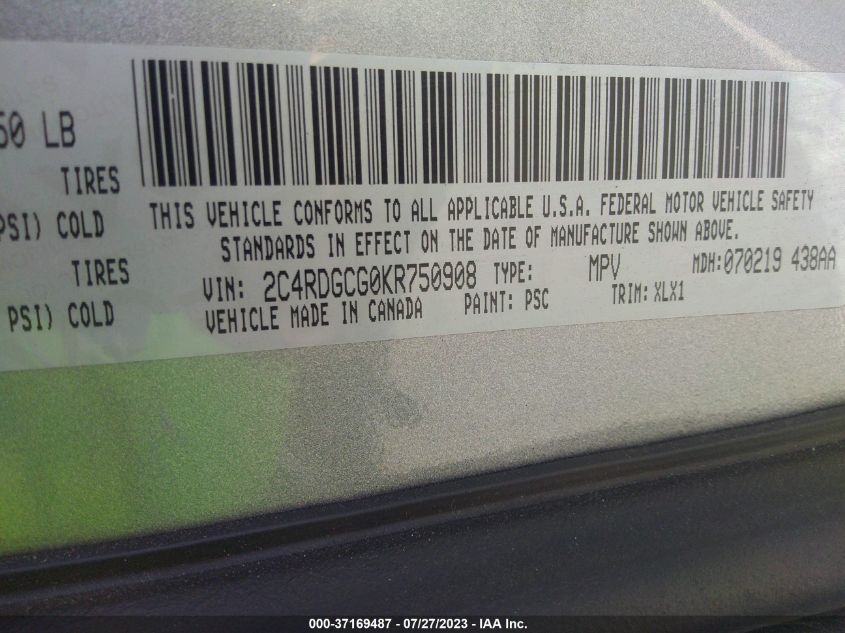 60 LB
TIRES
PSI) COLD
TIRES
PSI) COLD
THIS VEHICLE CONFORMS TO ALL APPLICABLE U.S.A. FEDERAL MOTOR VEHICLE SAFETY
STANDARDS IN EFFECT ON THE DATE OF MANUFACTURE SHOWN ABOVE.
VIN: 2C4RDGCG0KR750908 TYPE: MPV MDH:070219 438AA
VEHICLE MADE IN CANADA PAINT: PSC TRIM: XLX1
000-37169487 - 07/27/2023 - IAA Inc.